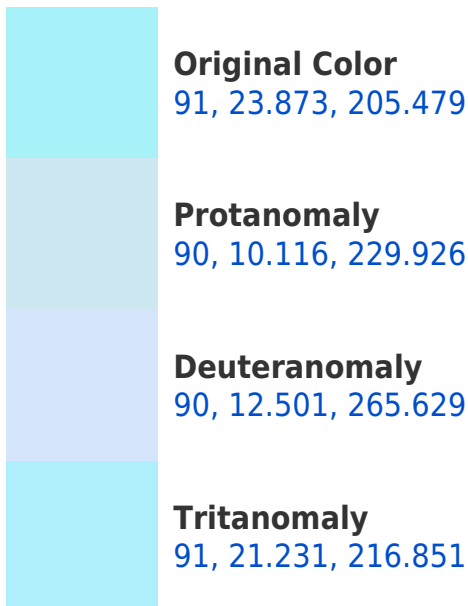 Original Color
91, 23.873, 205.479
Protanomaly
90, 10.116, 229.926
Deuteranomaly
90, 12.501, 265.629
Tritanomaly
91, 21.231, 216.851